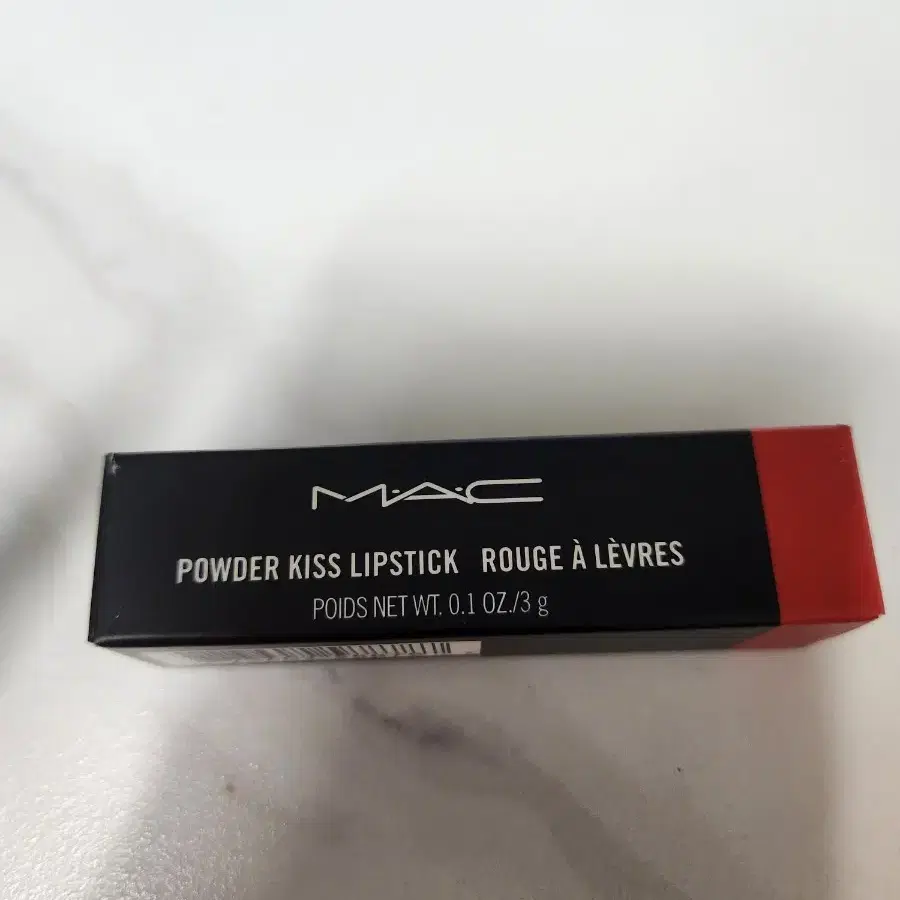 M·A·C
POWDER KISS LIPSTICK ROUGE À LÈVRES
POIDS NET WT. 0.1 OZ./3 g